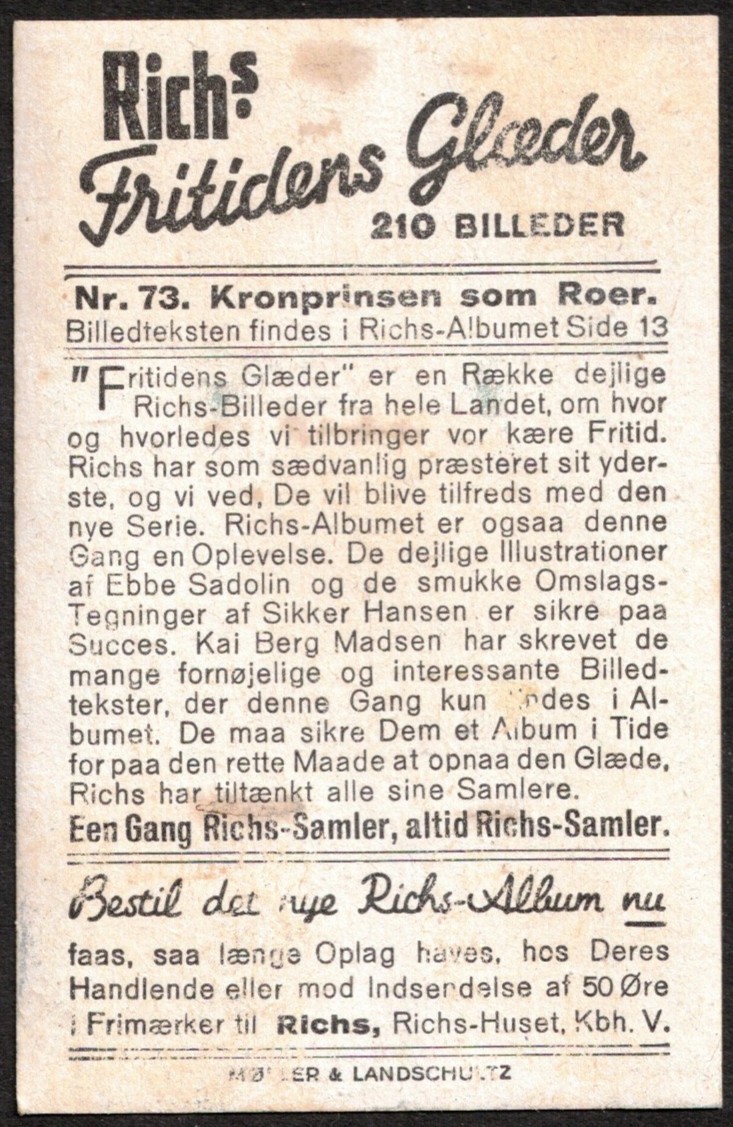 Richs
Fritidens Glæder
210 BILLEDER
Nr. 73. Kronprinsen som Roer.
Billedteksten findes i Richs-Albumet Side 13
"Fritidens Glæder" er en Række dejlige
Richs-Billeder fra hele Landet, om hvor
og hvorledes vi tilbringer vor kære Fritid.
Richs har som sædvanlig præsteret sit yder-
ste, og vi ved, De vil blive tilfreds med den
nye Serie. Richs-Albumet er ogsaa denne
Gang en Oplevelse. De dejlige Illustrationer
af Ebbe Sadolin og de smukke Omslags-
Tegninger af Sikker Hansen er sikre paa
Succes. Kai Berg Madsen har skrevet de
mange fornøjelige og interessante Billed-
tekster, der denne Gang kun findes i Al-
bumet. De maa sikre Dem et Album i Tide
for paa den rette Maade at opnaa den Glæde,
Richs har tiltænkt alle sine Samlere.
Een Gang Richs-Samler, altid Richs-Samler.
Bestil det nye Richs-Album nu
faas, saa længe Oplag haves, hos Deres
Handlende eller mod Indsendelse af 50 Øre
i Frimærker til Richs, Richs-Huset, Kbh. V.
MØLLER & LANDSCHULTZ